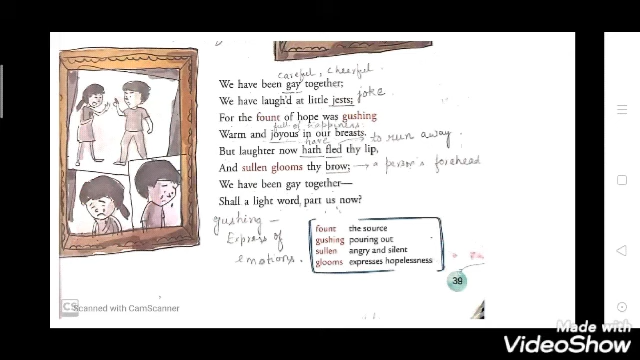 careful, cheerful.
We have been gay together;
We have laugh'd at little jests; joke
For the fount of hope was gushing
full of happiness
Warm and joyous in our breasts.
have to run away.
But laughter now hath fled thy lip,
And sullen glooms thy brow; → a person's forehead
We have been gay together—
Shall a light word, part us now?
gushing —
Express of
emotions.
fount the source
gushing pouring out
sullen angry and silent
glooms expresses hopelessness
39
CS Scanned with CamScanner
Made with
VideoShow